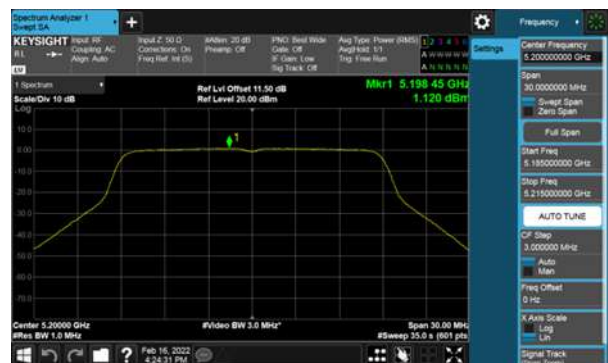 Spectrum Analyzer 1
Swept SA
+
Frequency
KEYSIGHT
Input: RF
Coupling: AC
Align: Auto
Input Z: 50 Ω
Corrections: On
Freq Ref: Int (S)
#Atten: 20 dB
Preamp: Off
PNO: Best Wide
Gate: Off
IF Gain: Low
Sig Track: Off
Avg Type: Power (RMS)
Avg|Hold: 1/1
Trig: Free Run
1 2 3 4 5 6
A W W W W W
A N N N N N
RL
LM
Settings
1 Spectrum
Scale/Div 10 dB
Log
Ref Lvl Offset 11.50 dB
Ref Level 20.00 dBm
Mkr1 5.198 45 GHz
1.120 dBm
1
10.0
0.00
-10.0
-20.0
-30.0
-40.0
-50.0
-60.0
-70.0
Center 5.20000 GHz
#Res BW 1.0 MHz
#Video BW 3.0 MHz*
Span 30.00 MHz
#Sweep 35.0 s (601 pts)
Feb 16, 2022
4:24:31 PM
?
Center Frequency
5.200000000 GHz
Span
30.0000000 MHz
Swept Span
Zero Span
Full Span
Start Freq
5.185000000 GHz
Stop Freq
5.215000000 GHz
AUTO TUNE
CF Step
3.000000 MHz
Auto
Man
Freq Offset
0 Hz
X Axis Scale
Log
Lin
Signal Track